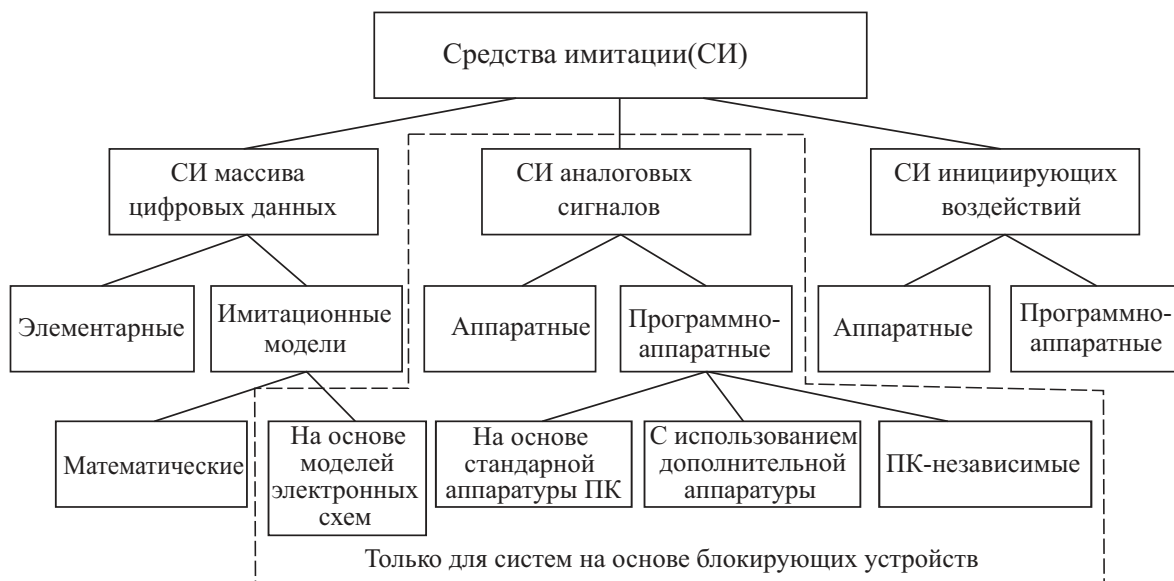 Средства имитации(СИ)
СИ массива
цифровых данных
СИ аналоговых
сигналов
СИ инициирующих
воздействий
Элементарные
Имитационные
модели
Аппаратные
Программно-
аппаратные
Аппаратные
Программно-
аппаратные
Математические
На основе
моделей
электронных
схем
На основе
стандарной
аппаратуры ПК
С использованием
дополнительной
аппаратуры
ПК-независимые
Только для систем на основе блокирующих устройств